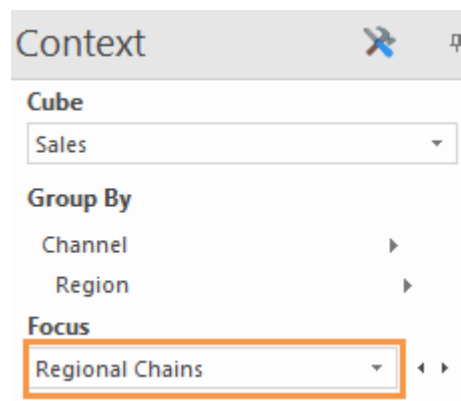 Context
Cube
Sales
Group By
Channel
Region
Focus
Regional Chains